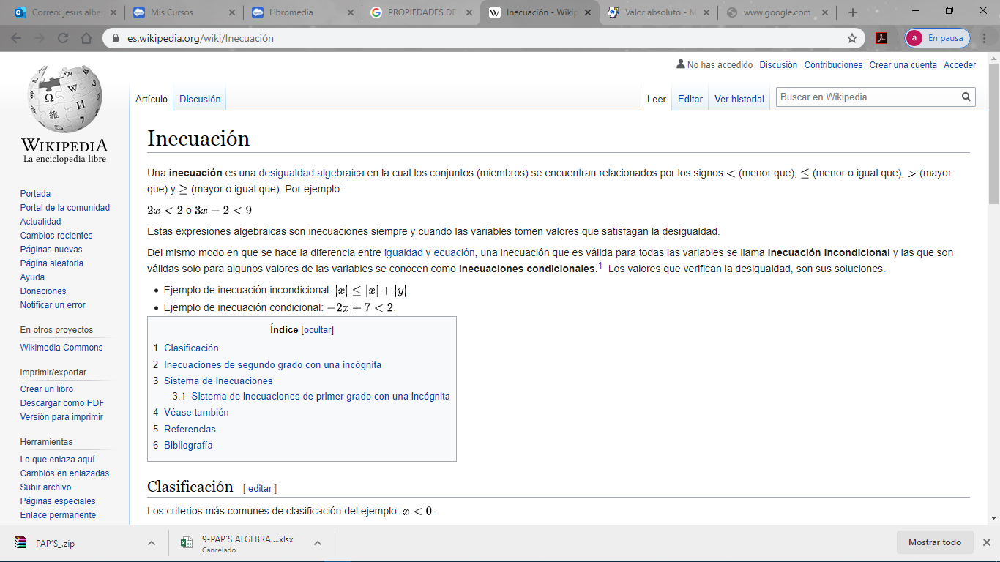 Correo: jesus albe
Mis Cursos
Libromedia
PROPIEDADES DE
Inecuación - Wikip
Valor absoluto - M
www.google.com
es.wikipedia.org/wiki/Inecuación
a En pausa
No has accedido Discusión Contribuciones Crear una cuenta Acceder
WIKIPEDIA
La enciclopedia libre
Artículo Discusión
Leer Editar Ver historial
Buscar en Wikipedia
Portada
Portal de la comunidad
Actualidad
Cambios recientes
Páginas nuevas
Página aleatoria
Ayuda
Donaciones
Notificar un error
En otros proyectos
Wikimedia Commons
Imprimir/exportar
Crear un libro
Descargar como PDF
Versión para imprimir
Herramientas
Lo que enlaza aquí
Cambios en enlazadas
Subir archivo
Páginas especiales
Enlace permanente
Inecuación
Una inecuación es una desigualdad algebraica en la cual los conjuntos (miembros) se encuentran relacionados por los signos < (menor que), ≤ (menor o igual que), > (mayor
que) y ≥ (mayor o igual que). Por ejemplo:
2x < 2 o 3x − 2 < 9
Estas expresiones algebraicas son inecuaciones siempre y cuando las variables tomen valores que satisfagan la desigualdad.
Del mismo modo en que se hace la diferencia entre igualdad y ecuación, una inecuación que es válida para todas las variables se llama inecuación incondicional y las que son
válidas solo para algunos valores de las variables se conocen como inecuaciones condicionales.1 Los valores que verifican la desigualdad, son sus soluciones.
• Ejemplo de inecuación incondicional: |x| ≤ |x| + |y|.
• Ejemplo de inecuación condicional: −2x + 7 < 2.
Índice [ocultar]
1 Clasificación
2 Inecuaciones de segundo grado con una incógnita
3 Sistema de Inecuaciones
3.1 Sistema de inecuaciones de primer grado con una incógnita
4 Véase también
5 Referencias
6 Bibliografía
Clasificación [ editar ]
Los criterios más comunes de clasificación del ejemplo: x < 0.
PAP´S_.zip
9-PAP´S ALGEBRA....xlsx
Cancelado
Mostrar todo